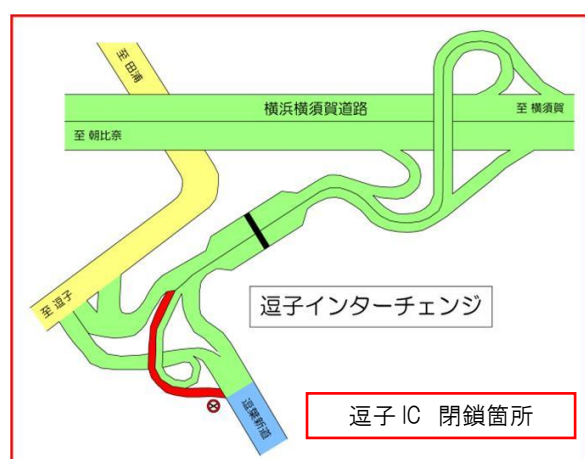 至 田浦
横浜横須賀道路
至 横須賀
至 朝比奈
至 逗子
逗子インターチェンジ
逗葉新道
逗子 IC 閉鎖箇所